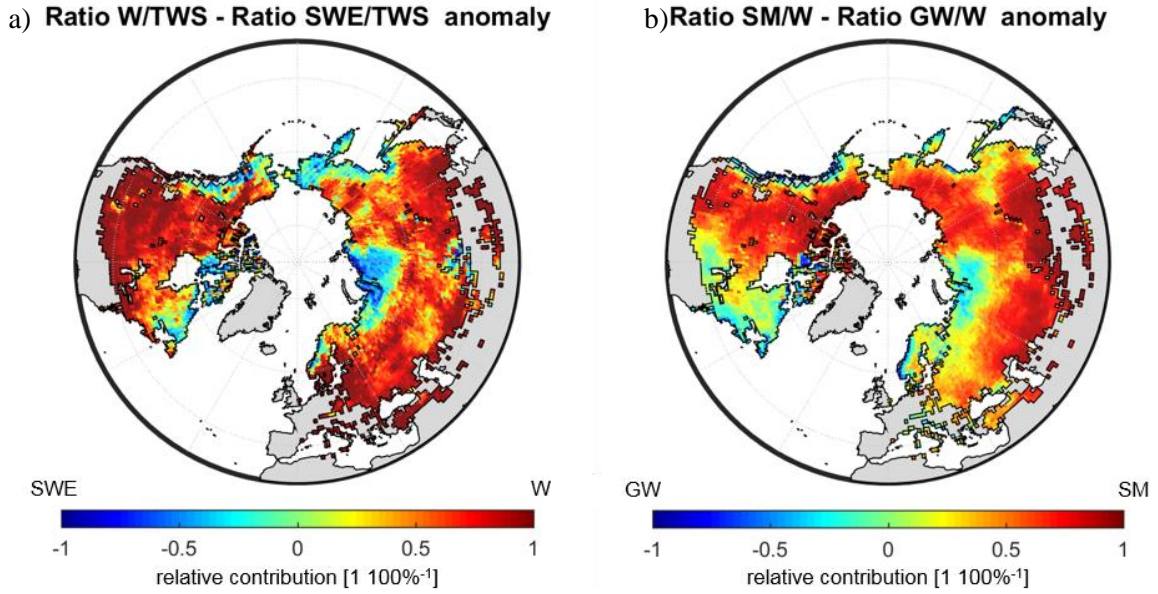 a) Ratio W/TWS - Ratio SWE/TWS anomaly
SWE
W
-1
-0.5
0
0.5
1
relative contribution [1 100%⁻¹]
b) Ratio SM/W - Ratio GW/W anomaly
GW
SM
-1
-0.5
0
0.5
1
relative contribution [1 100%⁻¹]